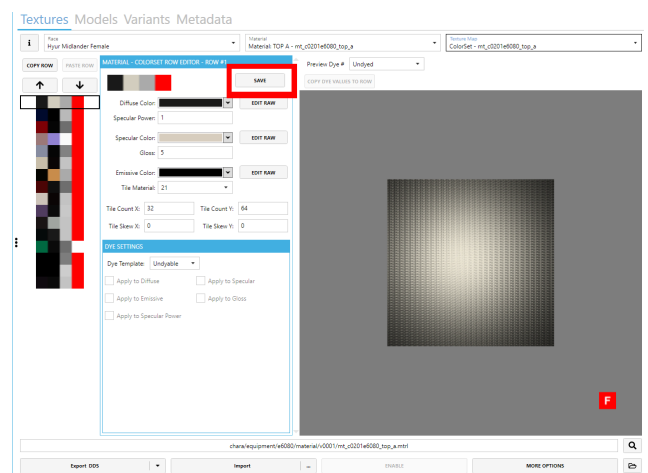 Textures Models Variants Metadata
i
Race
Hyur Midlander Female
Material
Material: TOP A - mt_c0201e6080_top_a
Texture Map
ColorSet - mt_c0201e6080_top_a
COPY ROW
PASTE ROW
MATERIAL - COLORSET ROW EDITOR - ROW #1
SAVE
Diffuse Color:
EDIT RAW
Specular Power: 1
Specular Color:
EDIT RAW
Gloss: 5
Emissive Color:
EDIT RAW
Tile Material: 21
Tile Count X: 32
Tile Count Y: 64
Tile Skew X: 0
Tile Skew Y: 0
DYE SETTINGS
Dye Template: Undyable
Apply to Diffuse
Apply to Specular
Apply to Emissive
Apply to Gloss
Apply to Specular Power
Preview Dye # Undyed
COPY DYE VALUES TO ROW
F
chara/equipment/e6080/material/v0001/mt_c0201e6080_top_a.mtrl
Export DDS
Import
ENABLE
MORE OPTIONS